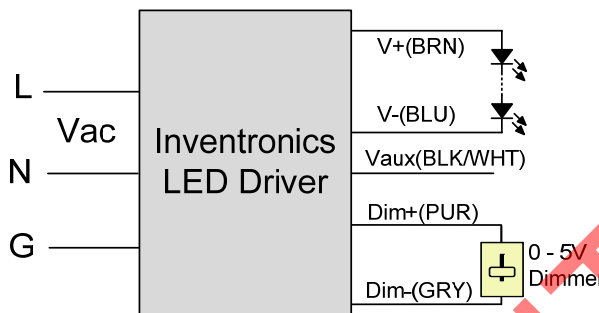 L
Vac
N
G
Inventronics
LED Driver
V+(BRN)
V-(BLU)
Vaux(BLK/WHT)
Dim+(PUR)
Dim-(GRY)
0 - 5V
Dimmer